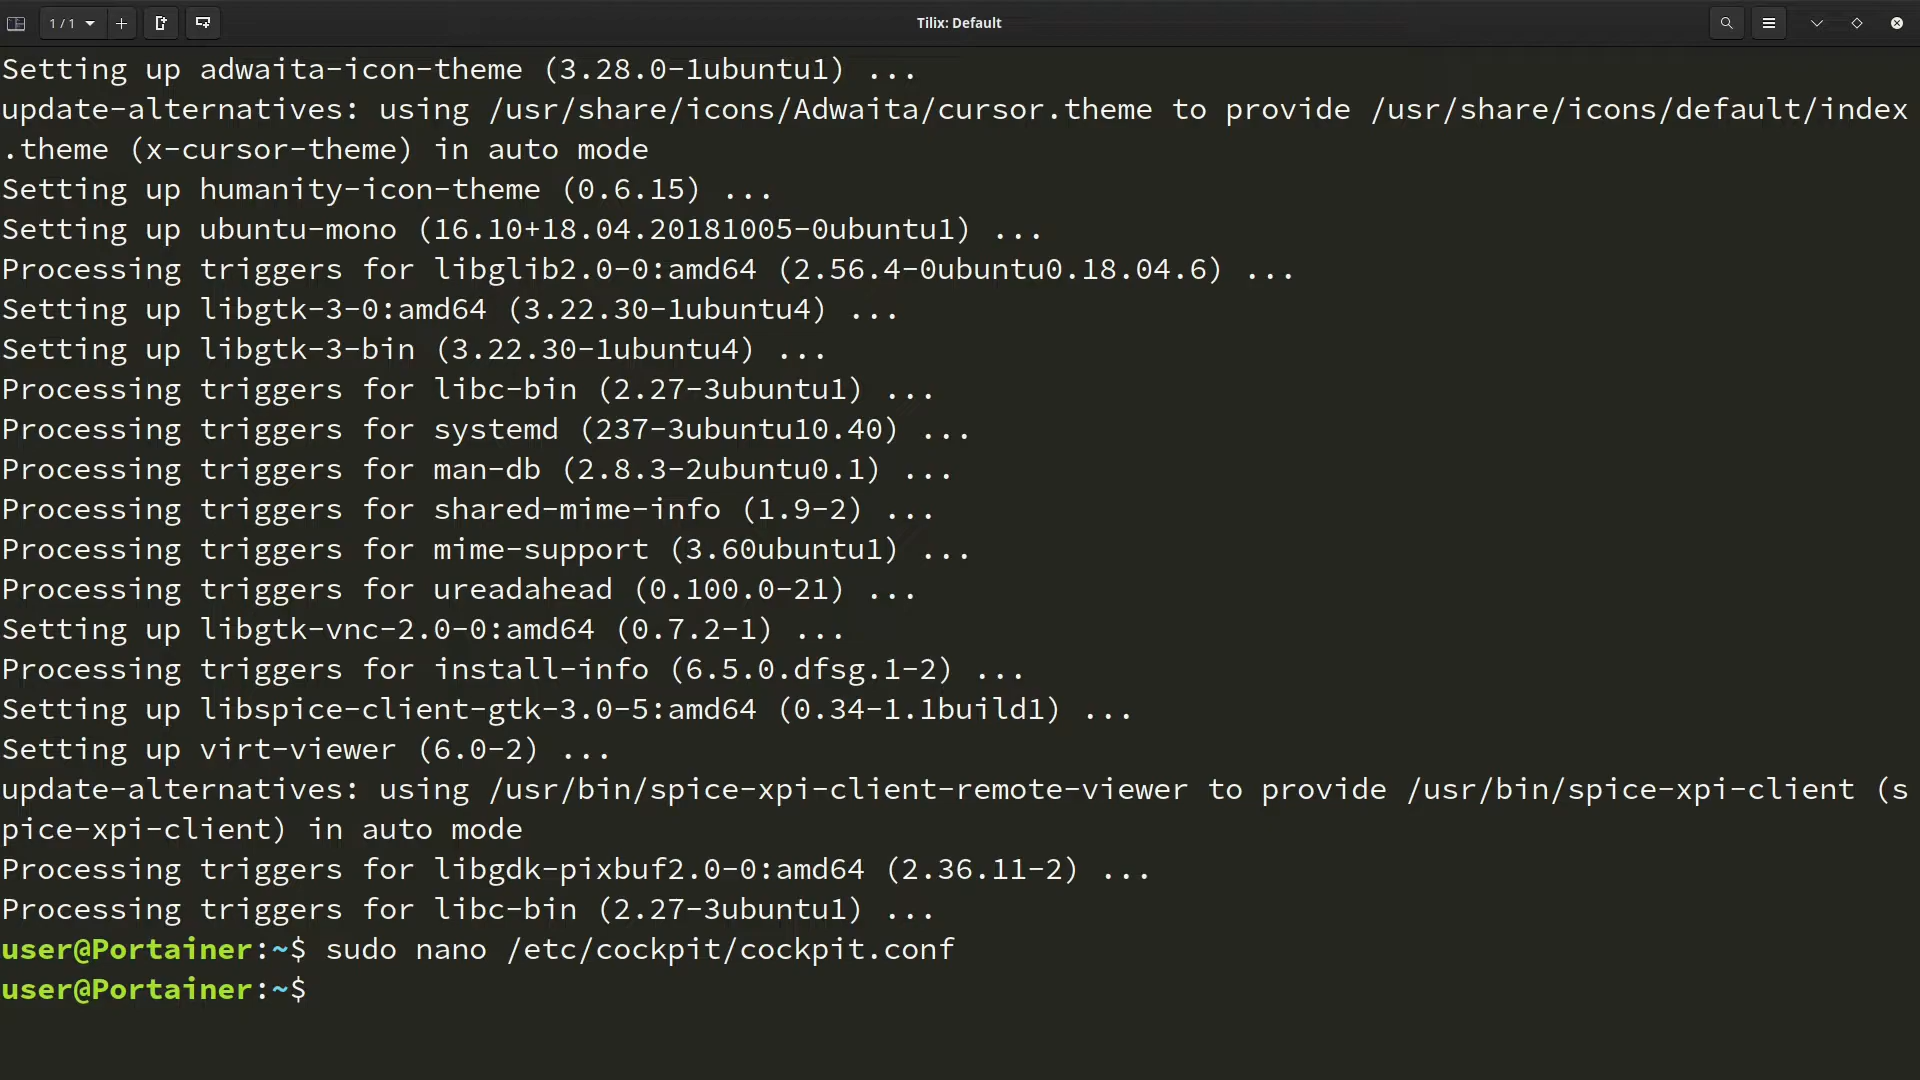 1 / 1
Tilix: Default
Setting up adwaita-icon-theme (3.28.0-1ubuntu1) ...
update-alternatives: using /usr/share/icons/Adwaita/cursor.theme to provide /usr/share/icons/default/index
.theme (x-cursor-theme) in auto mode
Setting up humanity-icon-theme (0.6.15) ...
Setting up ubuntu-mono (16.10+18.04.20181005-0ubuntu1) ...
Processing triggers for libglib2.0-0:amd64 (2.56.4-0ubuntu0.18.04.6) ...
Setting up libgtk-3-0:amd64 (3.22.30-1ubuntu4) ...
Setting up libgtk-3-bin (3.22.30-1ubuntu4) ...
Processing triggers for libc-bin (2.27-3ubuntu1) ...
Processing triggers for systemd (237-3ubuntu10.40) ...
Processing triggers for man-db (2.8.3-2ubuntu0.1) ...
Processing triggers for shared-mime-info (1.9-2) ...
Processing triggers for mime-support (3.60ubuntu1) ...
Processing triggers for ureadahead (0.100.0-21) ...
Setting up libgtk-vnc-2.0-0:amd64 (0.7.2-1) ...
Processing triggers for install-info (6.5.0.dfsg.1-2) ...
Setting up libspice-client-gtk-3.0-5:amd64 (0.34-1.1build1) ...
Setting up virt-viewer (6.0-2) ...
update-alternatives: using /usr/bin/spice-xpi-client-remote-viewer to provide /usr/bin/spice-xpi-client (s
pice-xpi-client) in auto mode
Processing triggers for libgdk-pixbuf2.0-0:amd64 (2.36.11-2) ...
Processing triggers for libc-bin (2.27-3ubuntu1) ...
user@Portainer:~$ sudo nano /etc/cockpit/cockpit.conf
user@Portainer:~$